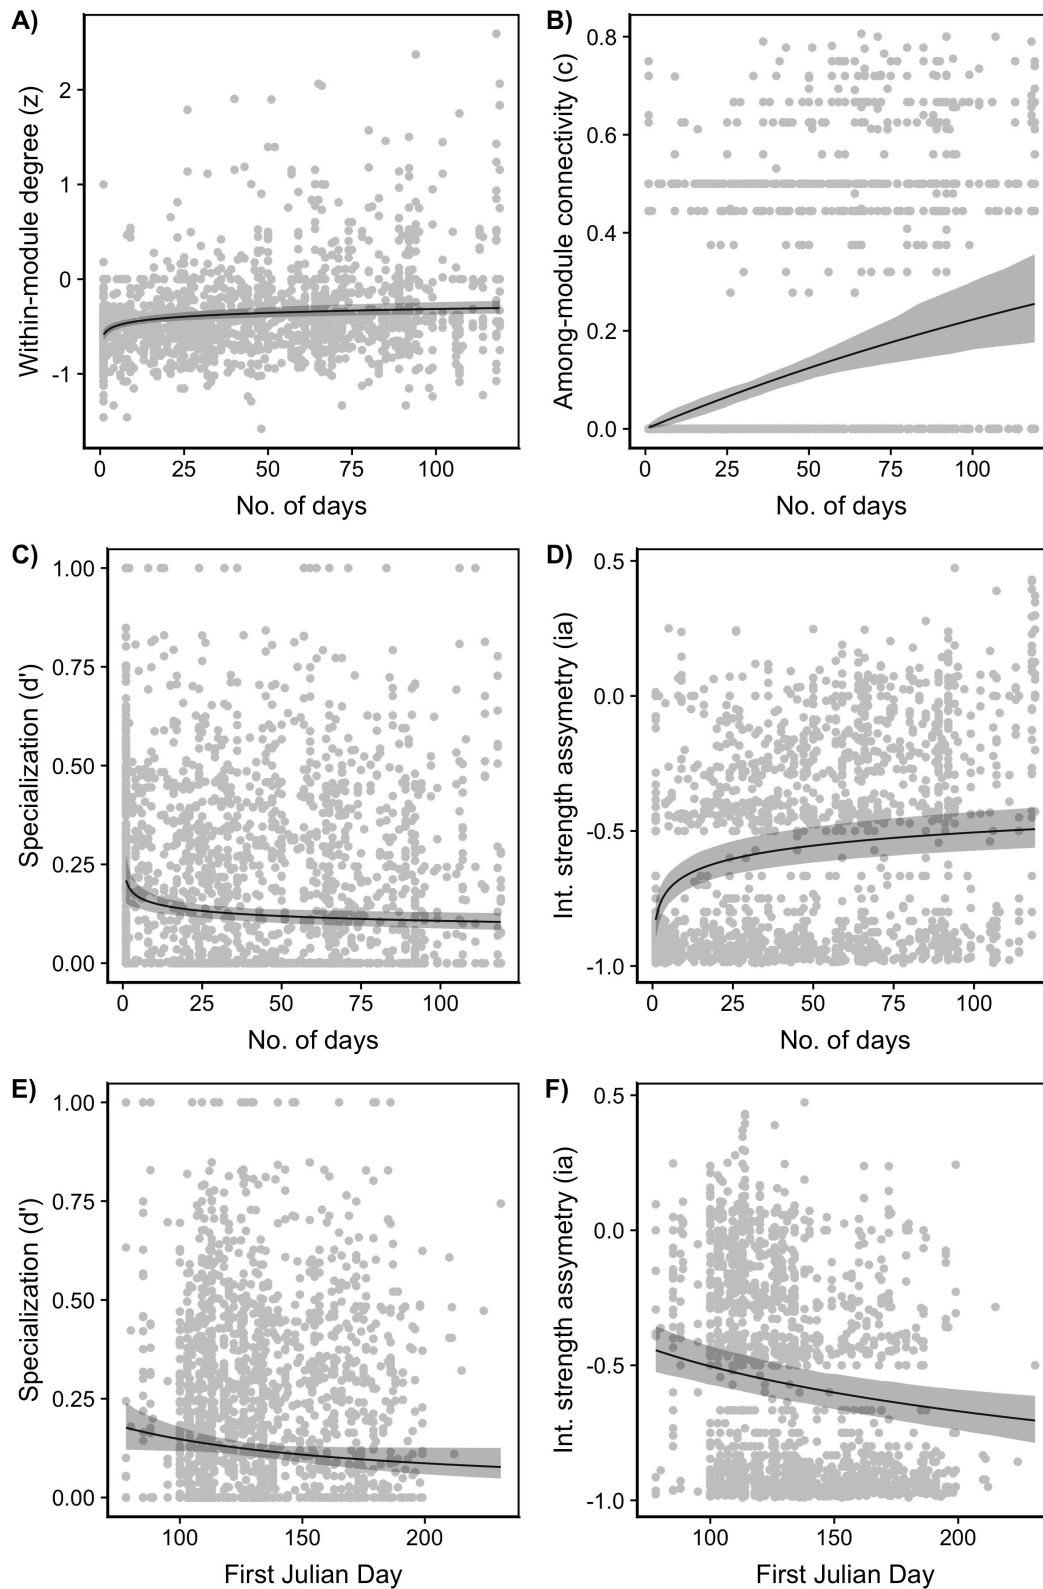 A)
Within-module degree (z)
2
1
0
-1
0 25 50 75 100
No. of days
B)
Among-module connectivity (c)
0.8
0.6
0.4
0.2
0.0
0 25 50 75 100
No. of days
C)
Specialization (d')
1.00
0.75
0.50
0.25
0.00
0 25 50 75 100
No. of days
D)
Int. strength assymetry (ia)
0.5
0.0
-0.5
-1.0
0 25 50 75 100
No. of days
E)
Specialization (d')
1.00
0.75
0.50
0.25
0.00
100 150 200
First Julian Day
F)
Int. strength assymetry (ia)
0.5
0.0
-0.5
-1.0
100 150 200
First Julian Day